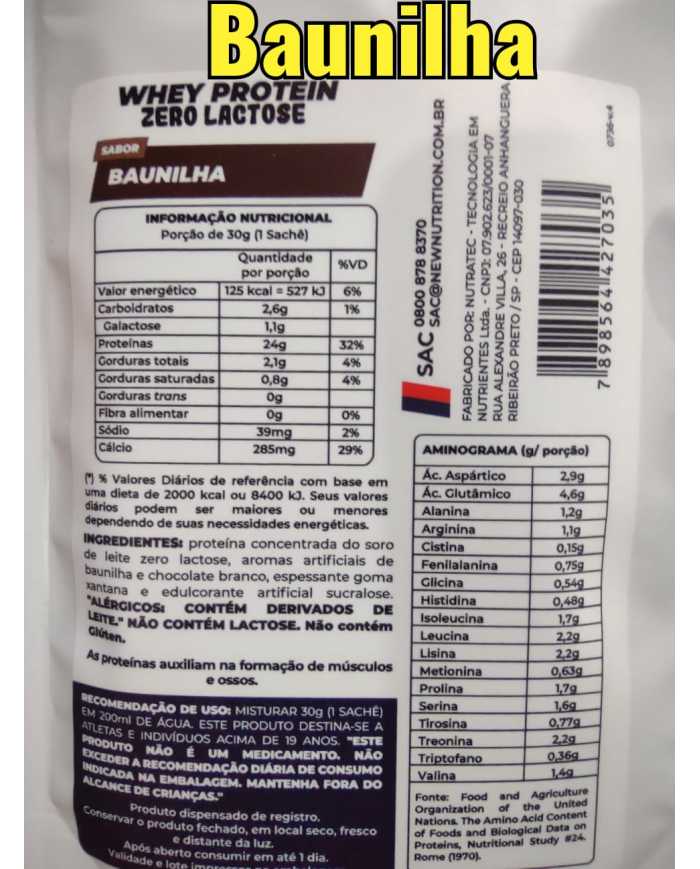 Baunilha
WHEY PROTEIN
ZERO LACTOSE
SABOR
BAUNILHA
INFORMAÇÃO NUTRICIONAL
Porção de 30g (1 Sachê)
Quantidade por porção %VD
Valor energético 125 kcal = 527 kJ 6%
Carboidratos 2,6g 1%
Galactose 1,1g
Proteínas 24g 32%
Gorduras totais 2,1g 4%
Gorduras saturadas 0,8g 4%
Gorduras trans 0g
Fibra alimentar 0g 0%
Sódio 39mg 2%
Cálcio 285mg 29%
(*) % Valores Diários de referência com base em
uma dieta de 2000 kcal ou 8400 kJ. Seus valores
diários podem ser maiores ou menores
dependendo de suas necessidades energéticas.
INGREDIENTES: proteína concentrada do soro
de leite zero lactose, aromas artificiais de
baunilha e chocolate branco, espessante goma
xantana e edulcorante artificial sucralose.
"ALÉRGICOS: CONTÉM DERIVADOS DE
LEITE." NÃO CONTÉM LACTOSE. Não contém
Glúten.
As proteínas auxiliam na formação de músculos
e ossos.
RECOMENDAÇÃO DE USO: MISTURAR 30g (1 SACHÊ)
EM 200ml DE ÁGUA. ESTE PRODUTO DESTINA-SE A
ATLETAS E INDIVÍDUOS ACIMA DE 19 ANOS. "ESTE
PRODUTO NÃO É UM MEDICAMENTO. NÃO
EXCEDER A RECOMENDAÇÃO DIÁRIA DE CONSUMO
INDICADA NA EMBALAGEM. MANTENHA FORA DO
ALCANCE DE CRIANÇAS."
Produto dispensado de registro.
Conservar o produto fechado, em local seco, fresco
e distante da luz.
Após aberto consumir em até 1 dia.
Validade e lote impressos na embalagem
SAC 0800 878 8370
SAC@NEWNUTRITION.COM.BR
FABRICADO POR: NUTRATEC - TECNOLOGIA EM
NUTRIENTES Ltda. - CNPJ: 07.902.623/0001-07
RUA ALEXANDRE VILLA, 26 - RECREIO ANHANGUERA
RIBEIRÃO PRETO / SP - CEP 14097-030
0736-v.4
7 898564 427035
AMINOGRAMA (g/ porção)
Ác. Aspártico 2,9g
Ác. Glutâmico 4,6g
Alanina 1,2g
Arginina 1,1g
Cistina 0,15g
Fenilalanina 0,75g
Glicina 0,54g
Histidina 0,48g
Isoleucina 1,7g
Leucina 2,2g
Lisina 2,2g
Metionina 0,63g
Prolina 1,7g
Serina 1,6g
Tirosina 0,77g
Treonina 2,2g
Triptofano 0,36g
Valina 1,4g
Fonte: Food and Agriculture
Organization of the United
Nations. The Amino Acid Content
of Foods and Biological Data on
Proteins, Nutritional Study #24.
Rome (1970).